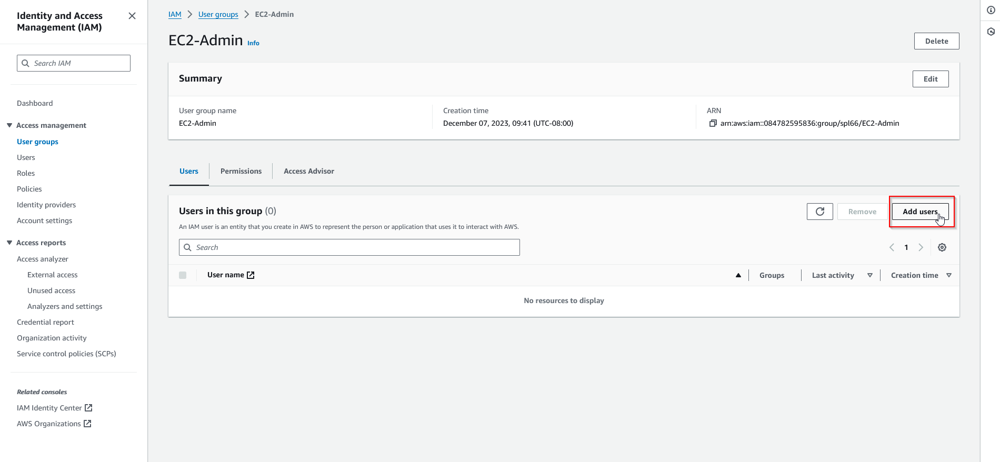 Identity and Access
Management (IAM)
Search IAM
Dashboard
Access management
User groups
Users
Roles
Policies
Identity providers
Account settings
Access reports
Access analyzer
External access
Unused access
Analyzers and settings
Credential report
Organization activity
Service control policies (SCPs)
Related consoles
IAM Identity Center
AWS Organizations
IAM > User groups > EC2-Admin
EC2-Admin Info
Delete
Summary
Edit
User group name
EC2-Admin
Creation time
December 07, 2023, 09:41 (UTC-08:00)
ARN
arn:aws:iam::084782595836:group/spl66/EC2-Admin
Users Permissions Access Advisor
Users in this group (0)
An IAM user is an entity that you create in AWS to represent the person or application that uses it to interact with AWS.
Remove Add users
Search
1
User name Groups Last activity Creation time
No resources to display